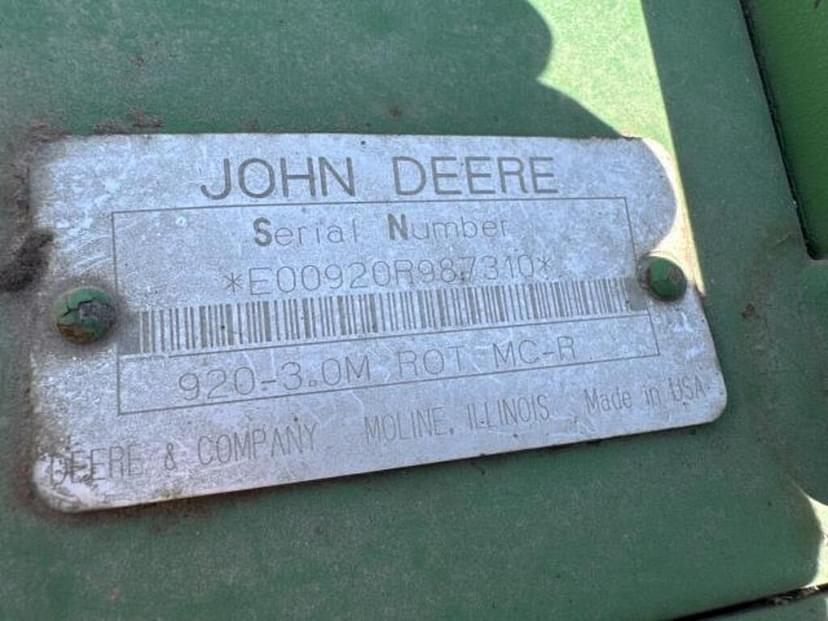 JOHN DEERE
Serial Number
*E00920R987310*
920-3.0M ROT MC-R
DEERE & COMPANY MOLINE, ILLINOIS Made in USA